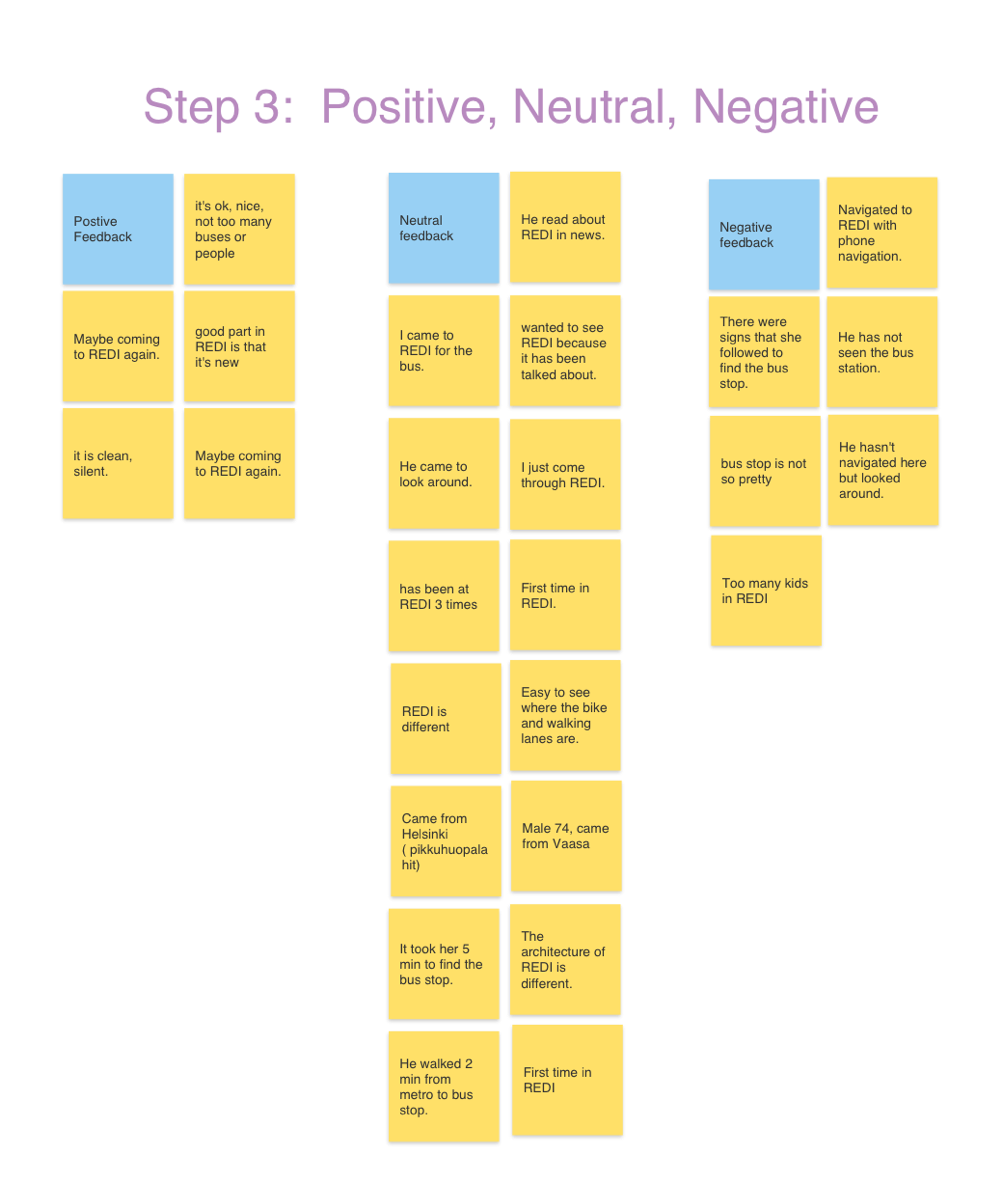 Step 3:  Positive, Neutral, Negative
Postive
Feedback
it's ok, nice,
not too many
buses or
people
Maybe coming
to REDI again.
good part in
REDI is that
it's new
it is clean,
silent.
Maybe coming
to REDI again.
Neutral
feedback
He read about
REDI in news.
I came to
REDI for the
bus.
wanted to see
REDI because
it has been
talked about.
He came to
look around.
I just come
through REDI.
has been at
REDI 3 times
First time in
REDI.
REDI is
different
Easy to see
where the bike
and walking
lanes are.
Came from
Helsinki
( pikkuhuopala
hit)
Male 74, came
from Vaasa
It took her 5
min to find the
bus stop.
The
architecture of
REDI is
different.
He walked 2
min from
metro to bus
stop.
First time in
REDI
Negative
feedback
Navigated to
REDI with
phone
navigation.
There were
signs that she
followed to
find the bus
stop.
He has not
seen the bus
station.
bus stop is not
so pretty
He hasn't
navigated here
but looked
around.
Too many kids
in REDI